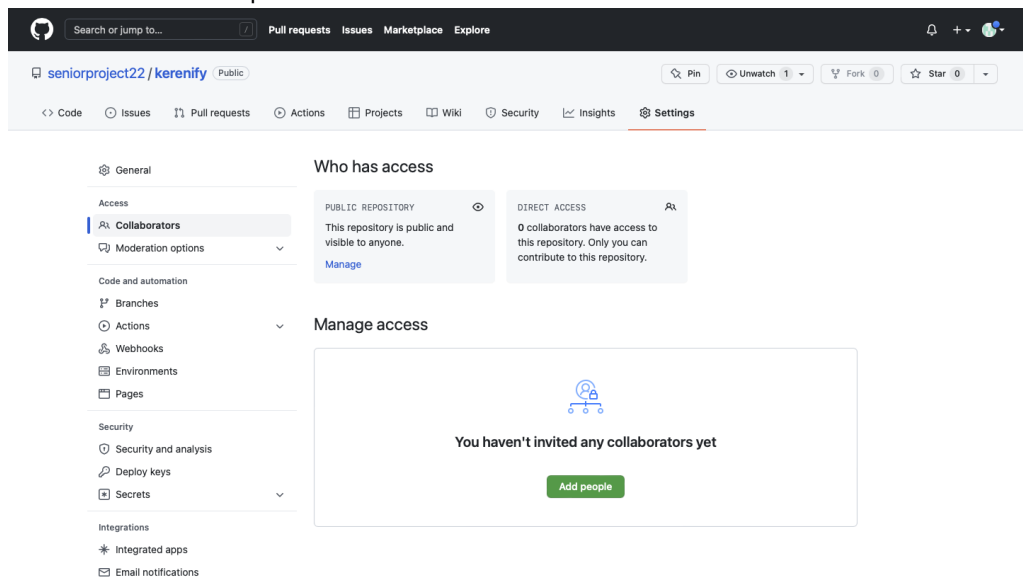 Search or jump to... /
Pull requests Issues Marketplace Explore
seniorproject22 / kerenify Public
Pin Unwatch 1 Fork 0 Star 0
Code Issues Pull requests Actions Projects Wiki Security Insights Settings
General
Access
Collaborators
Moderation options
Code and automation
Branches
Actions
Webhooks
Environments
Pages
Security
Security and analysis
Deploy keys
Secrets
Integrations
Integrated apps
Email notifications
Who has access
PUBLIC REPOSITORY
This repository is public and
visible to anyone.
Manage
DIRECT ACCESS
0 collaborators have access to
this repository. Only you can
contribute to this repository.
Manage access
You haven't invited any collaborators yet
Add people